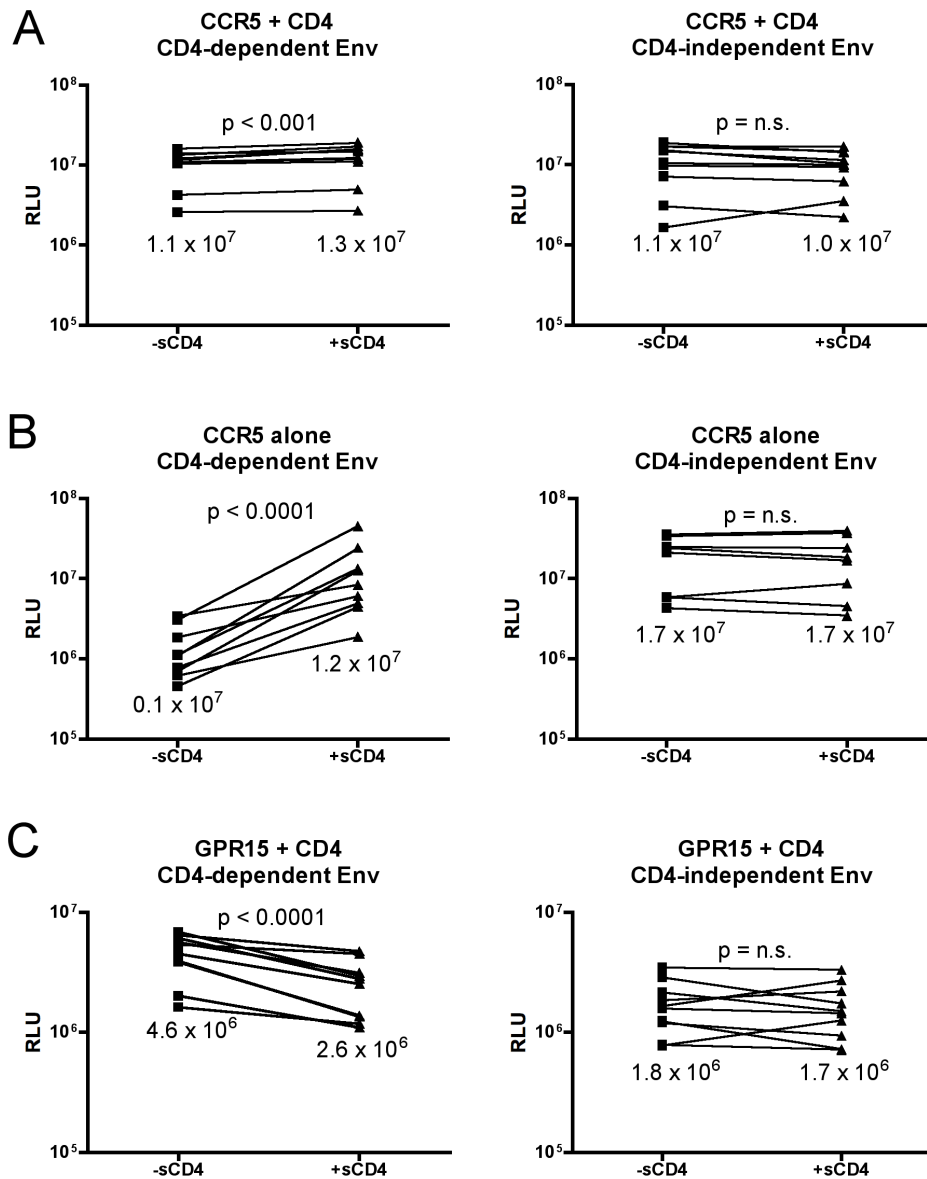 A
CCR5 + CD4
CD4-dependent Env
CCR5 + CD4
CD4-independent Env
10⁸
10⁷
10⁶
10⁵
RLU
p < 0.001
1.1 x 10⁷
1.3 x 10⁷
-sCD4
+sCD4
10⁸
10⁷
10⁶
10⁵
RLU
p = n.s.
1.1 x 10⁷
1.0 x 10⁷
-sCD4
+sCD4
B
CCR5 alone
CD4-dependent Env
CCR5 alone
CD4-independent Env
10⁸
10⁷
10⁶
10⁵
RLU
p < 0.0001
0.1 x 10⁷
1.2 x 10⁷
-sCD4
+sCD4
10⁸
10⁷
10⁶
10⁵
RLU
p = n.s.
1.7 x 10⁷
1.7 x 10⁷
-sCD4
+sCD4
C
GPR15 + CD4
CD4-dependent Env
GPR15 + CD4
CD4-independent Env
10⁷
10⁶
10⁵
RLU
p < 0.0001
4.6 x 10⁶
2.6 x 10⁶
-sCD4
+sCD4
10⁷
10⁶
10⁵
RLU
p = n.s.
1.8 x 10⁶
1.7 x 10⁶
-sCD4
+sCD4